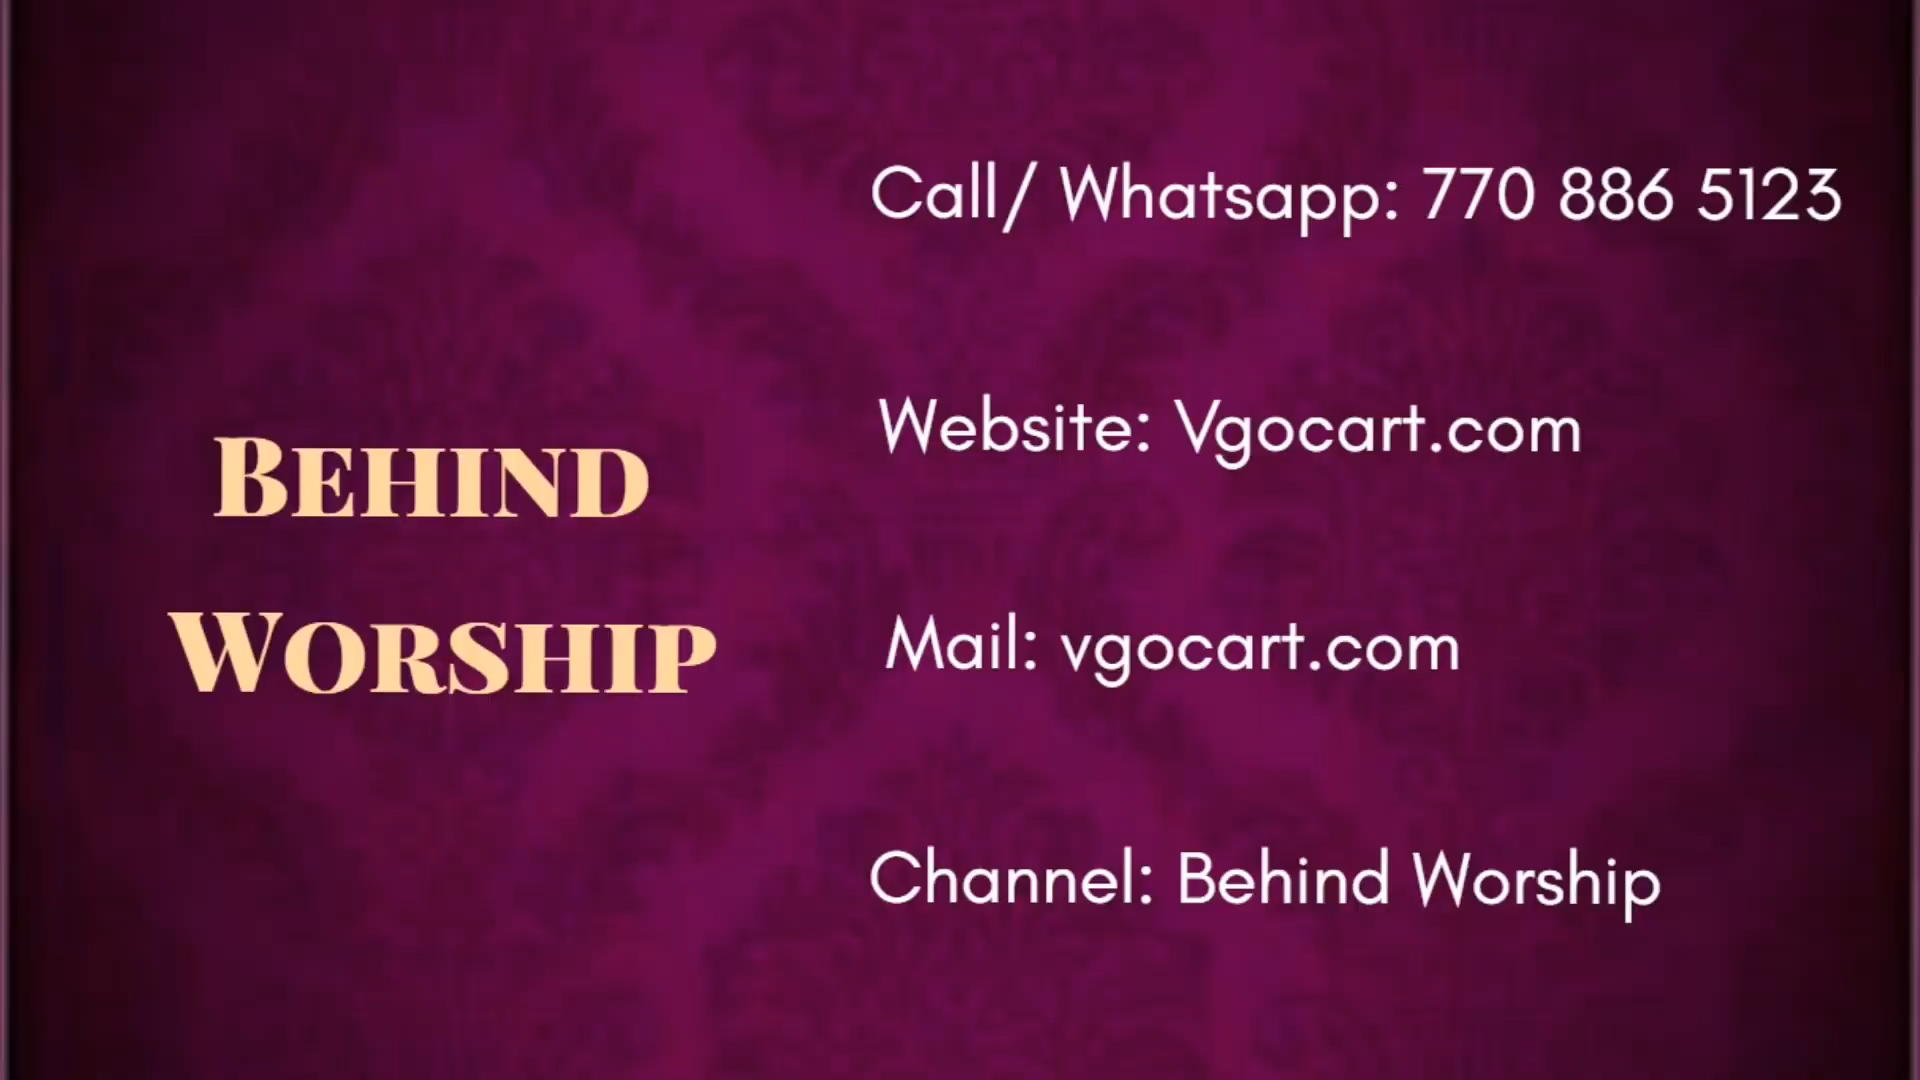 BEHIND
WORSHIP
Call/ Whatsapp: 770 886 5123
Website: Vgocart.com
Mail: vgocart.com
Channel: Behind Worship